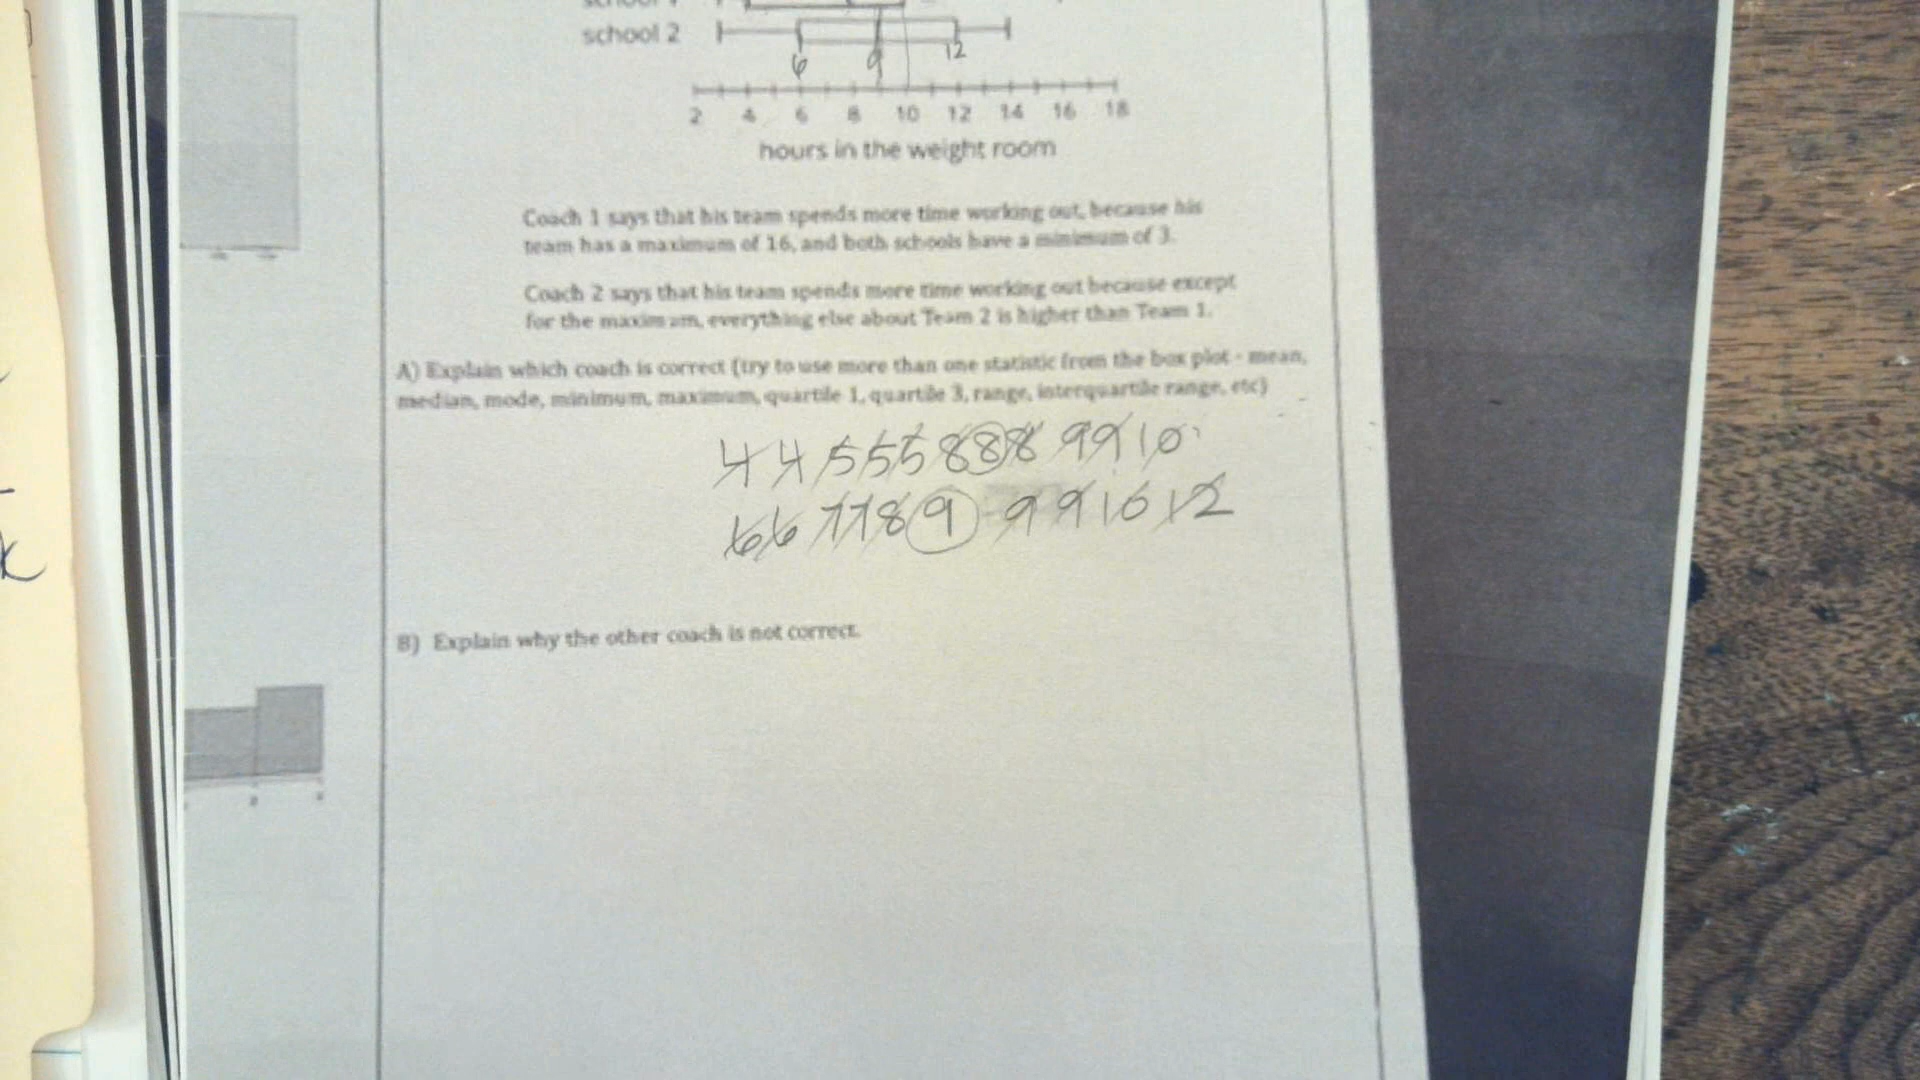 school 2
6 9 12
2 4 6 8 10 12 14 16 18
hours in the weight room
Coach 1 says that his team spends more time working out, because his
team has a maximum of 16, and both schools have a minimum of 3.
Coach 2 says that his team spends more time working out because except
for the maximum, everything else about Team 2 is higher than Team 1.
A) Explain which coach is correct (try to use more than one statistic from the box plot - mean,
median, mode, minimum, maximum, quartile 1, quartile 3, range, interquartile range, etc)
4 4 5 5 5 8 8 8 9 9 10
6 6 7 7 8 9 9 9 10 12
B) Explain why the other coach is not correct.